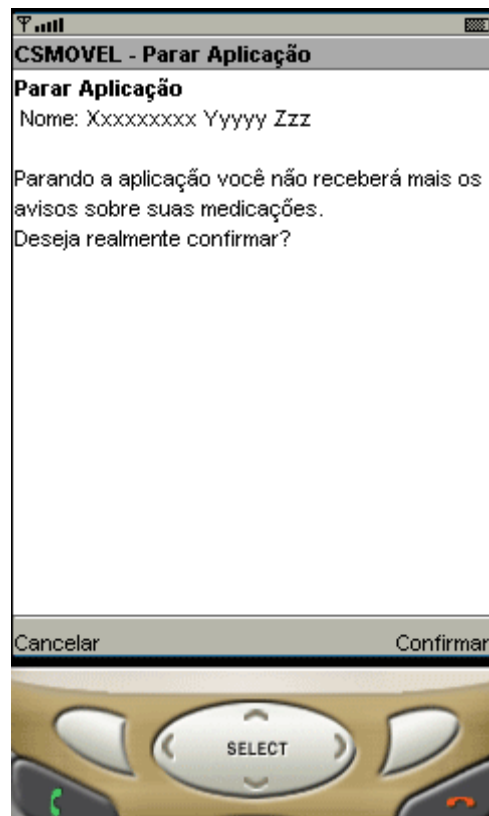 CSMOVEL - Parar Aplicação
Parar Aplicação
Nome: Xxxxxxxxx Yyyyy Zzz
Parando a aplicação você não receberá mais os
avisos sobre suas medicações.
Deseja realmente confirmar?
Cancelar Confirmar
SELECT